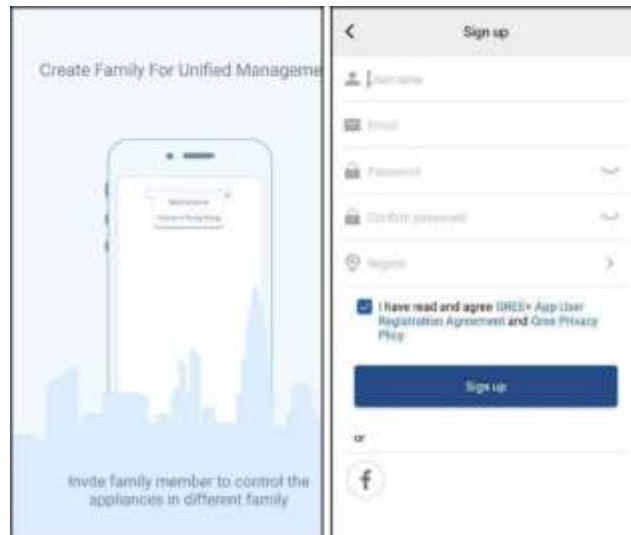 Create Family For Unified Manageme
Invite family member to control the
appliances in different family
Sign up
Username
Email
Password
Confirm password
Region
I have read and agree GREE+ App User
Registration Agreement and Gree Privacy
Plicy
Sign up
or
f